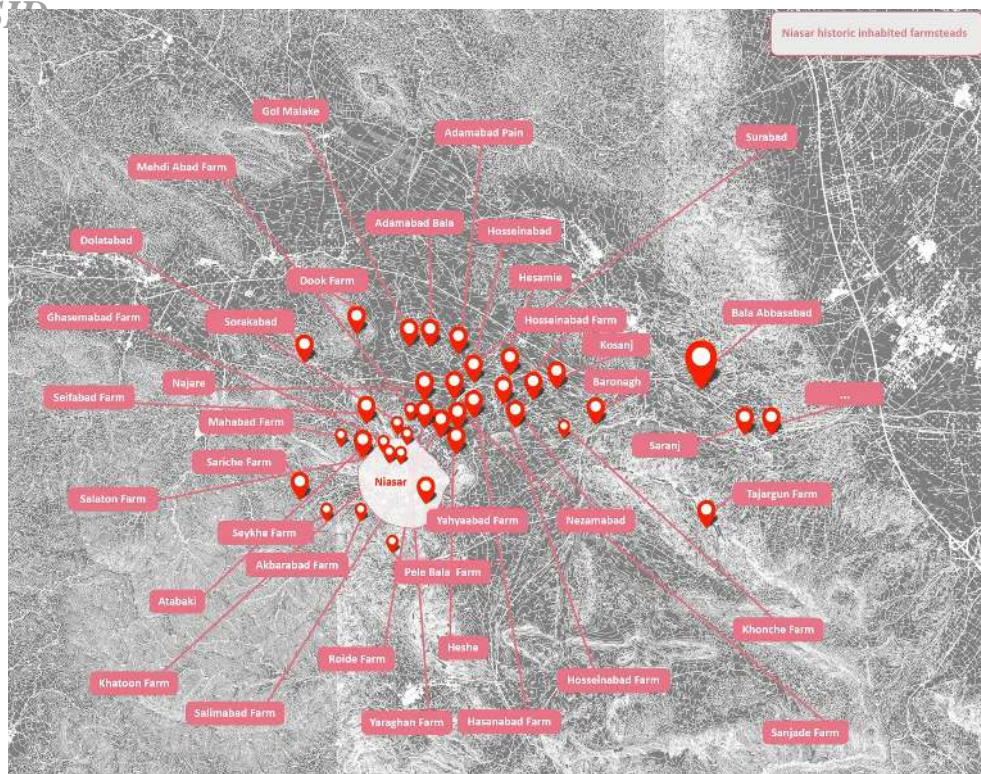 SID
Niasar historic inhabited farmsteads
Gol Malake
Adamabad Pain
Surabad
Mehdi Abad Farm
Adamabad Bala
Hosseinabad
Dolatabad
Dook Farm
Hesamie
Ghasemabad Farm
Sorakabad
Hosseinabad Farm
Bala Abbasabad
Kosanj
Najare
Baronagh
Seifabad Farm
...
Mahabad Farm
Saranj
Sariche Farm
Niasar
Salaton Farm
Tajargun Farm
Seykhe Farm
Yahyaabad Farm
Nezamabad
Akbarabad Farm
Pele Bala Farm
Atabaki
Khonche Farm
Heshe
Roide Farm
Khatoon Farm
Hosseinabad Farm
Salimabad Farm
Yaraghan Farm
Hasanabad Farm
Sanjade Farm